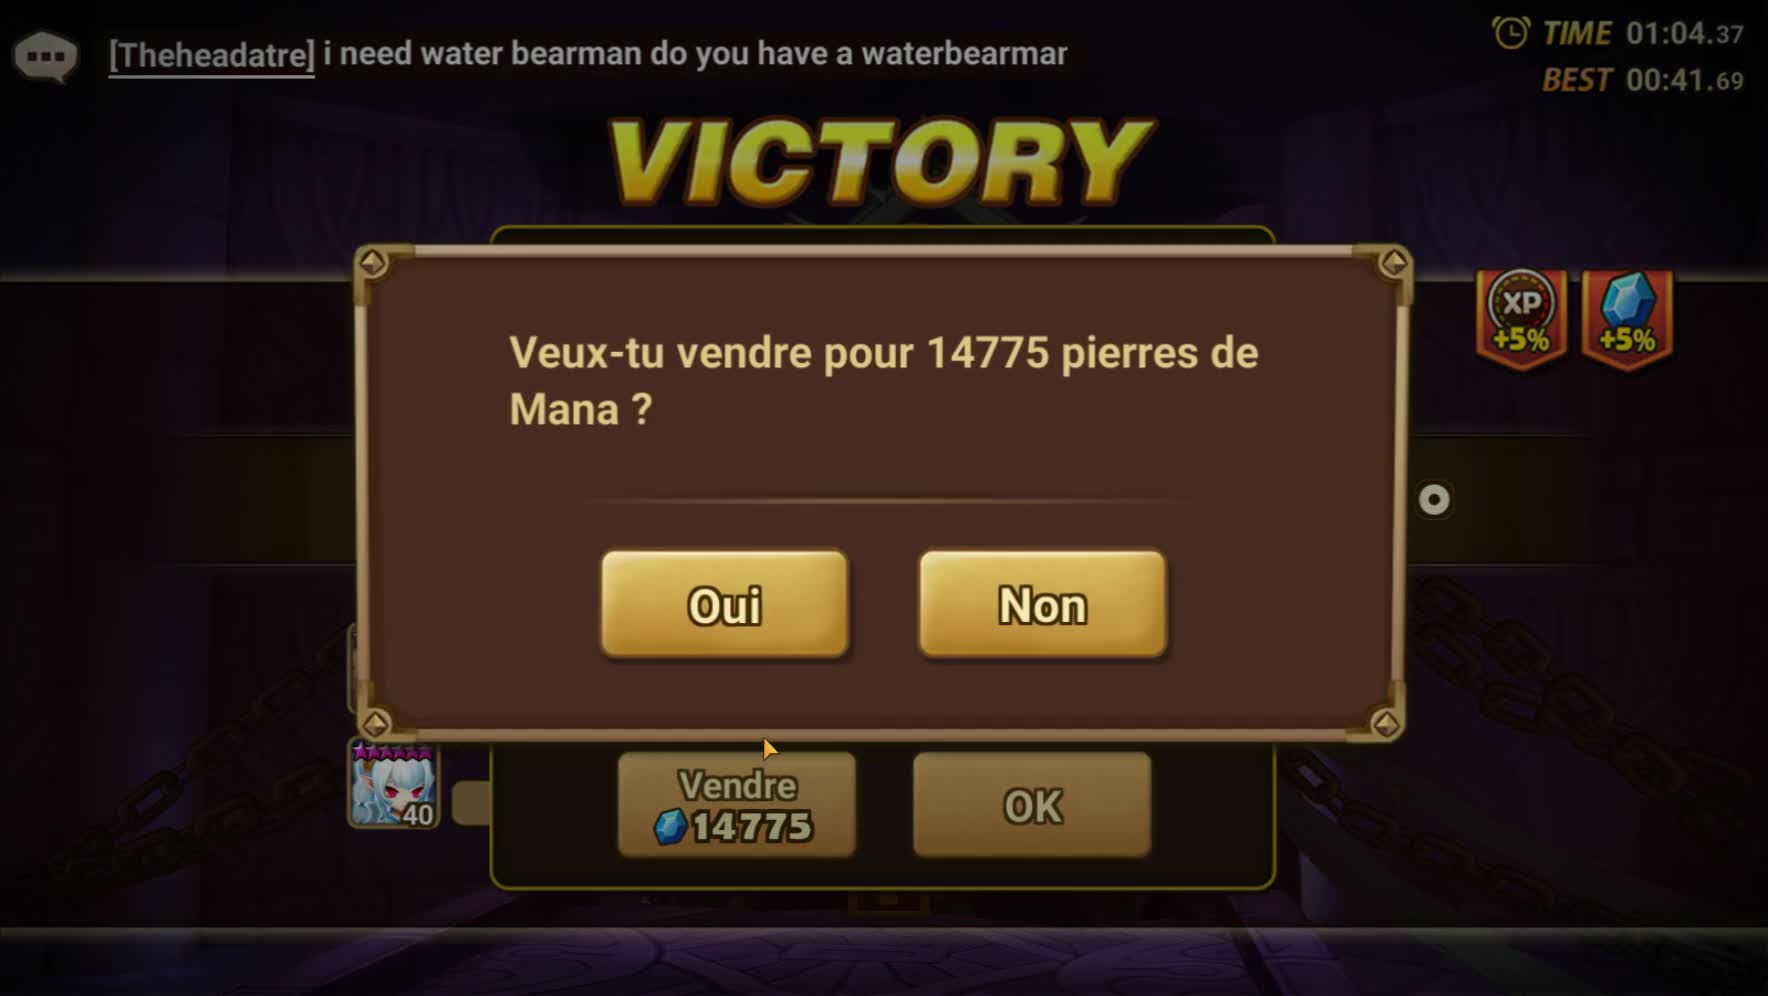 [Theheadatre] i need water bearman do you have a waterbearmar
TIME 01:04.37
BEST 00:41.69
VICTORY
XP
+5%
+5%
Veux-tu vendre pour 14775 pierres de
Mana ?
Oui
Non
40
Vendre
14775
OK